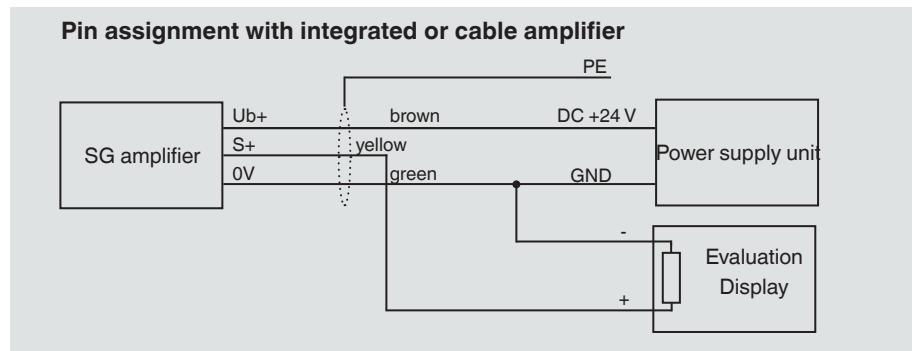 Pin assignment with integrated or cable amplifier
PE
Ub+
brown
DC +24 V
SG amplifier
S+
yellow
Power supply unit
0V
green
GND
-
Evaluation
Display
+